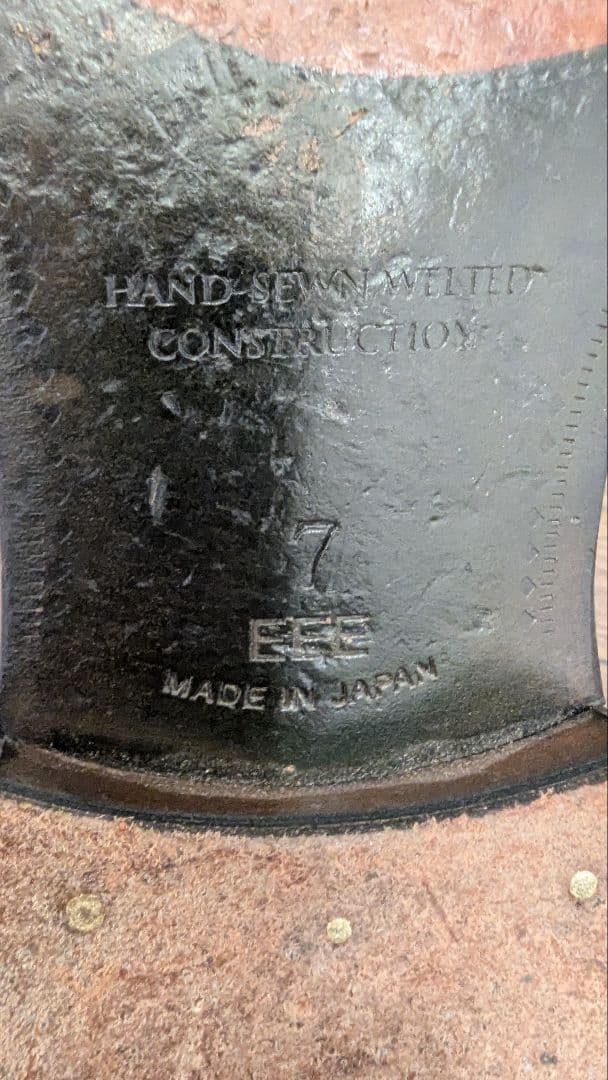 HAND-SEWN WELTED
CONSTRUCTION
7
EEE
MADE IN JAPAN